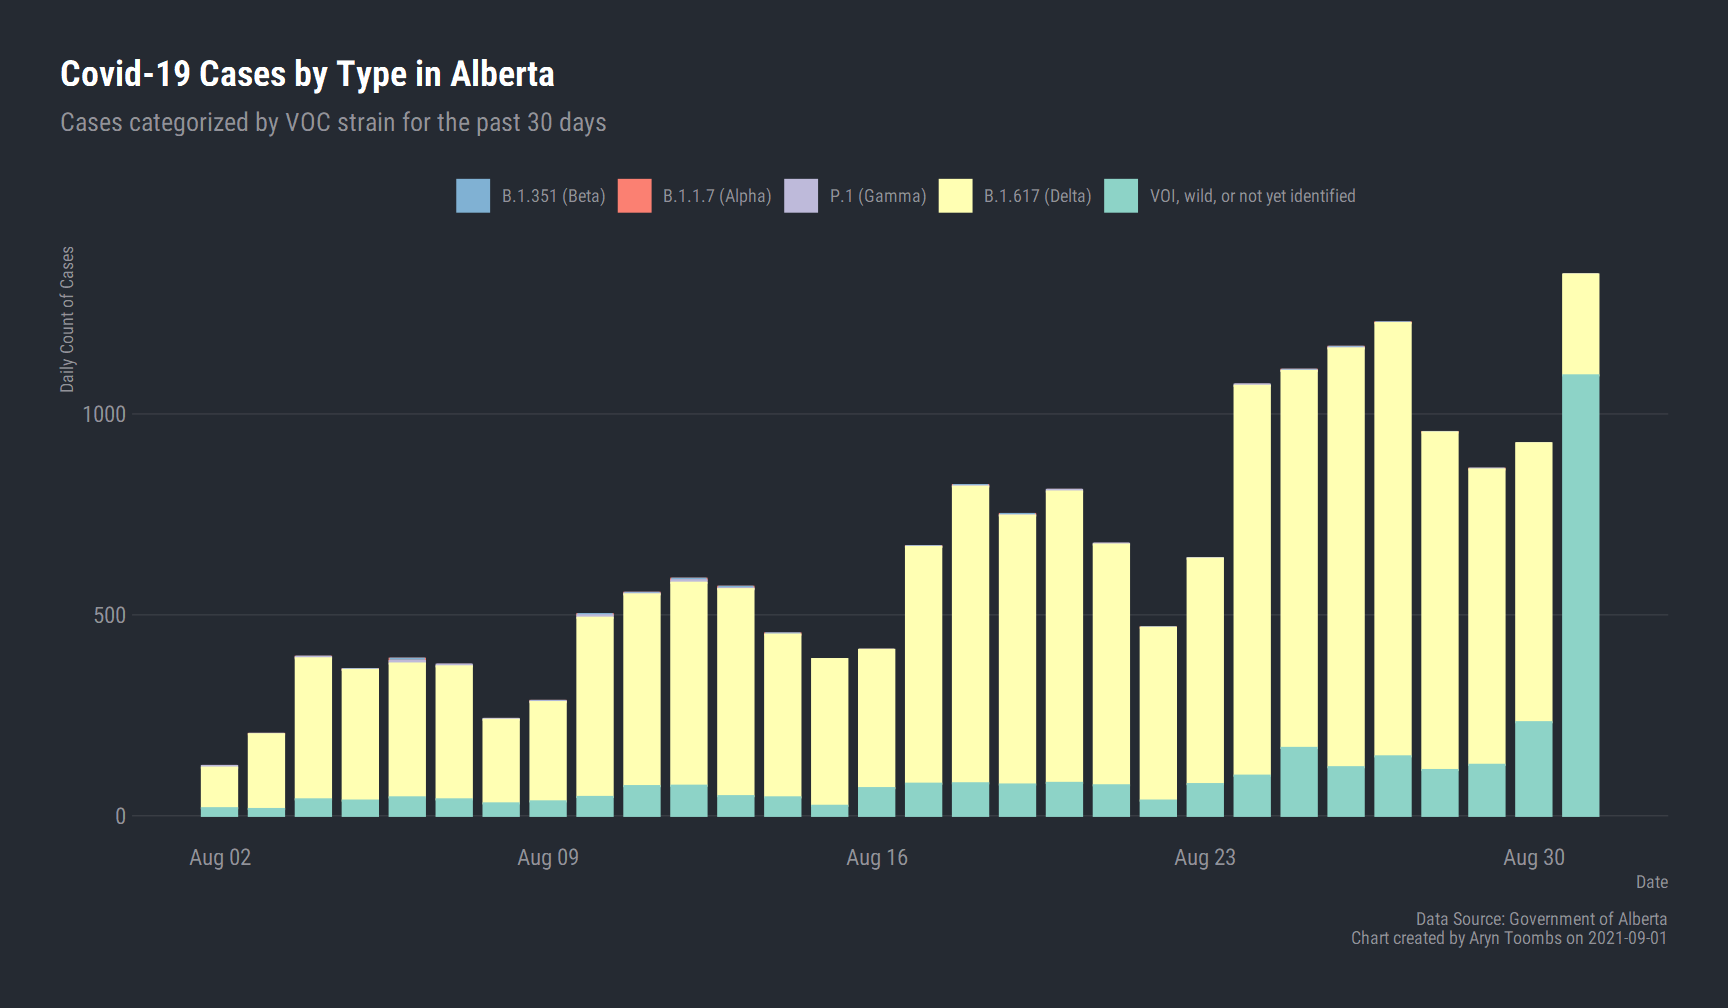 Covid-19 Cases by Type in Alberta
Cases categorized by VOC strain for the past 30 days
B.1.351 (Beta) B.1.1.7 (Alpha) P.1 (Gamma) B.1.617 (Delta) VOI, wild, or not yet identified
Daily Count of Cases
1000
500
0
Aug 02 Aug 09 Aug 16 Aug 23 Aug 30
Date
Data Source: Government of Alberta
Chart created by Aryn Toombs on 2021-09-01